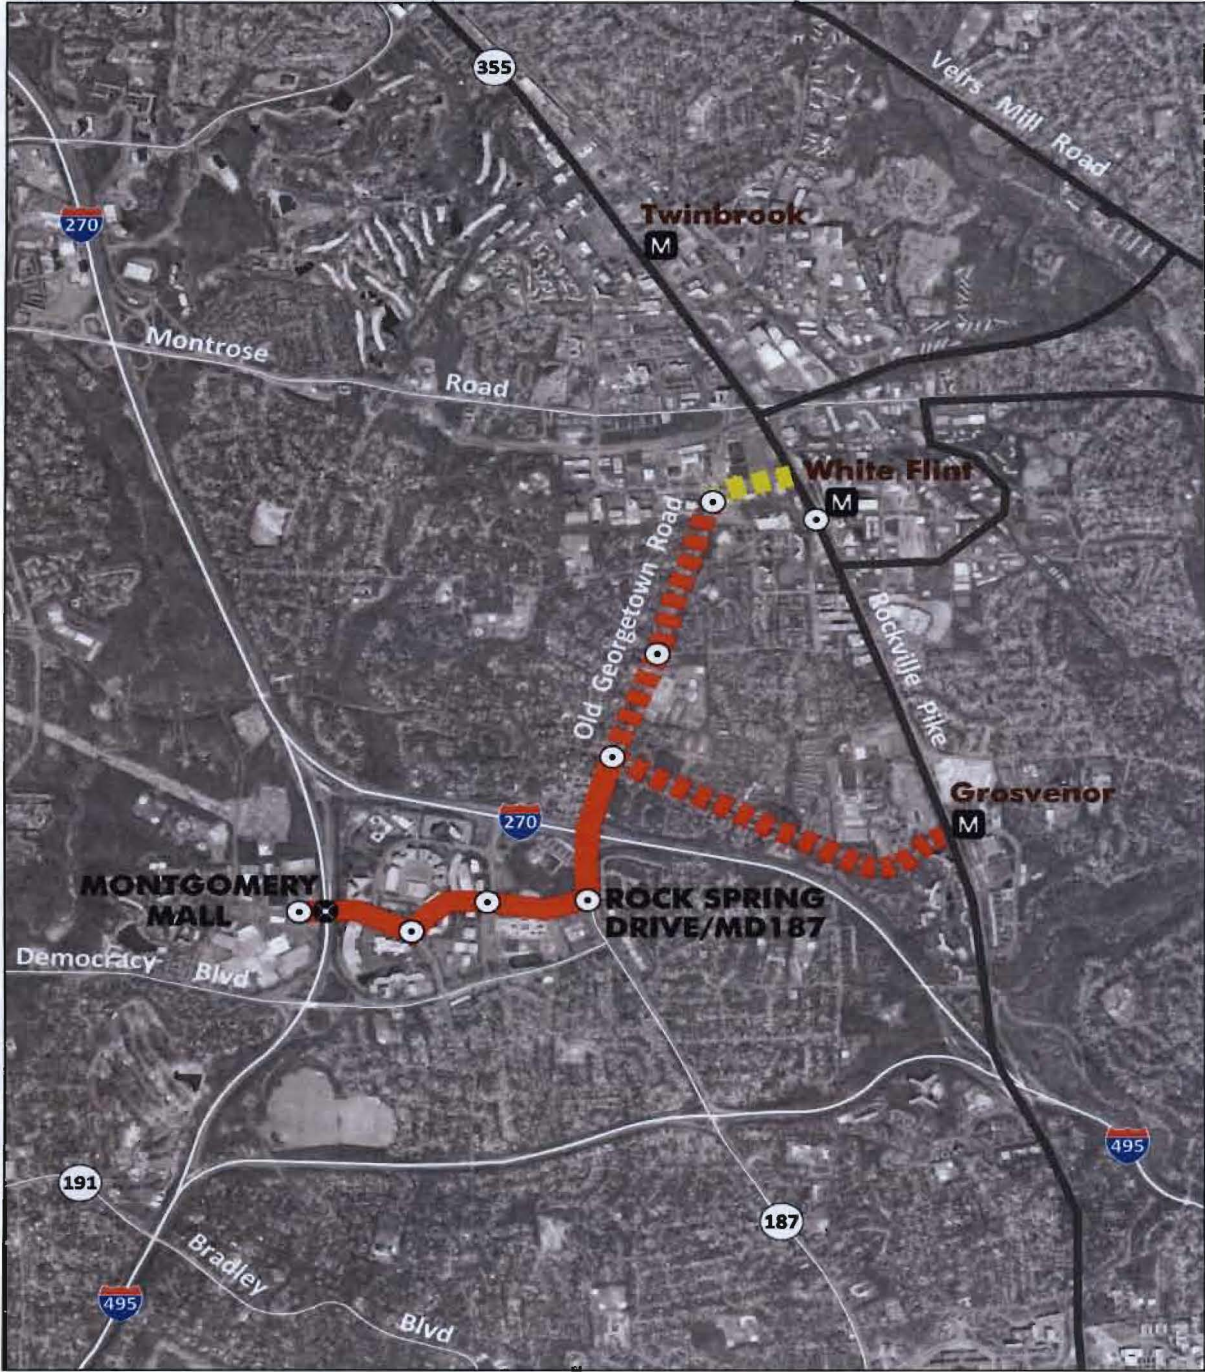 355
Veirs Mill Road
270
Twinbrook
M
Montrose
Road
White Flint
M
Old Georgetown Road
Rockville Pike
Grosvenor
M
270
MONTGOMERY
MALL
ROCK SPRING
DRIVE/MD187
Democracy
Blvd
495
191
187
Bradley
495
Blvd